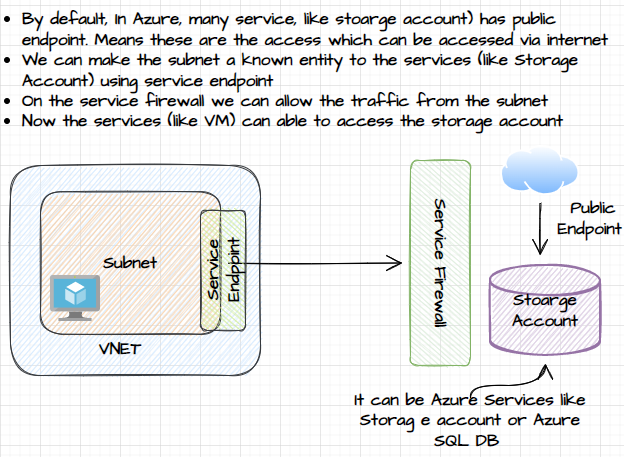 By default, In Azure, many service, like stoarge account) has public
endpoint. Means these are the access which can be accessed via internet
We can make the subnet a known entity to the services (like Storage
Account) using service endpoint
On the service firewall we can allow the traffic from the subnet
Now the services (like VM) can able to access the storage account
Subnet
Service
Endpoint
VNET
Service Firewall
Public
Endpoint
Stoarge
Account
It can be Azure Services like
Storag e account or Azure
SQL DB